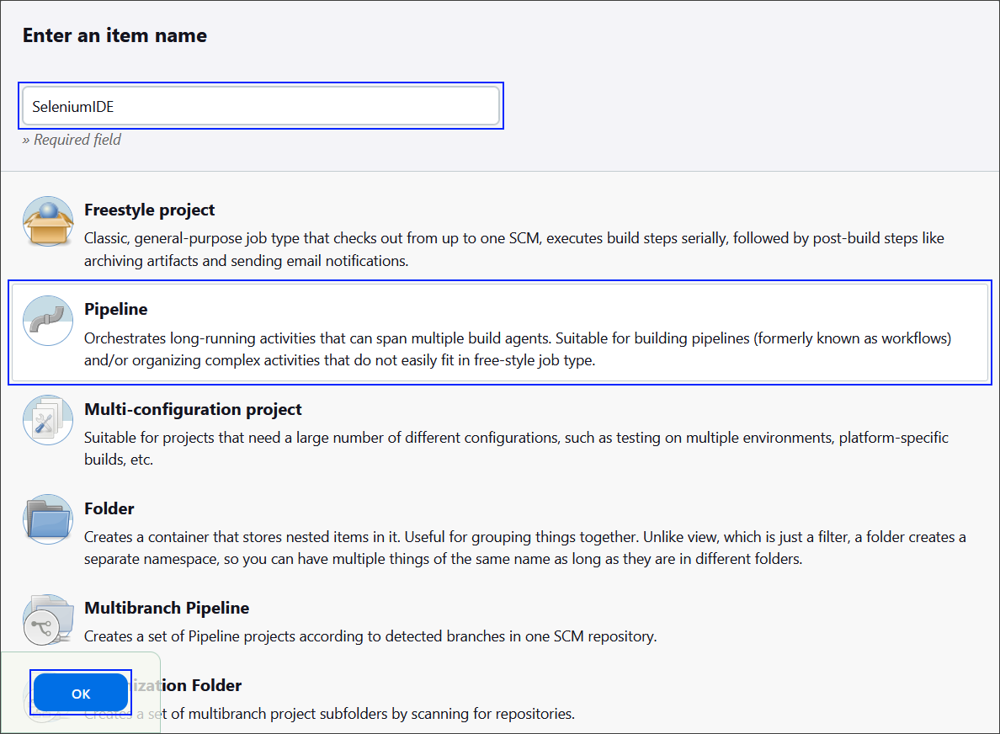 Enter an item name
SeleniumIDE
» Required field
Freestyle project
Classic, general-purpose job type that checks out from up to one SCM, executes build steps serially, followed by post-build steps like
archiving artifacts and sending email notifications.
Pipeline
Orchestrates long-running activities that can span multiple build agents. Suitable for building pipelines (formerly known as workflows)
and/or organizing complex activities that do not easily fit in free-style job type.
Multi-configuration project
Suitable for projects that need a large number of different configurations, such as testing on multiple environments, platform-specific
builds, etc.
Folder
Creates a container that stores nested items in it. Useful for grouping things together. Unlike view, which is just a filter, a folder creates a
separate namespace, so you can have multiple things of the same name as long as they are in different folders.
Multibranch Pipeline
Creates a set of Pipeline projects according to detected branches in one SCM repository.
ization Folder
OK
Creates a set of multibranch project subfolders by scanning for repositories.